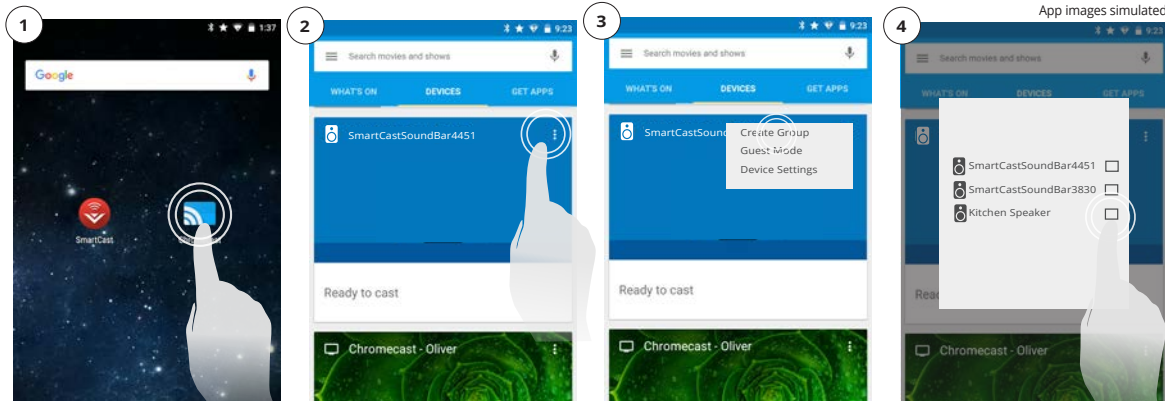 App images simulated
1
1:37
Google
SmartCast
2
9:23
Search movies and shows
WHAT'S ON DEVICES GET APPS
SmartCastSoundBar4451
Ready to cast
Chromecast - Oliver
3
9:23
Search movies and shows
WHAT'S ON DEVICES GET APPS
SmartCastSound
Create Group
Guest Mode
Device Settings
Ready to cast
Chromecast - Oliver
4
9:23
Search movies and shows
WHAT'S ON DEVICES GET APPS
SmartCastSoundBar4451
SmartCastSoundBar3830
Kitchen Speaker
Chromecast - Oliver